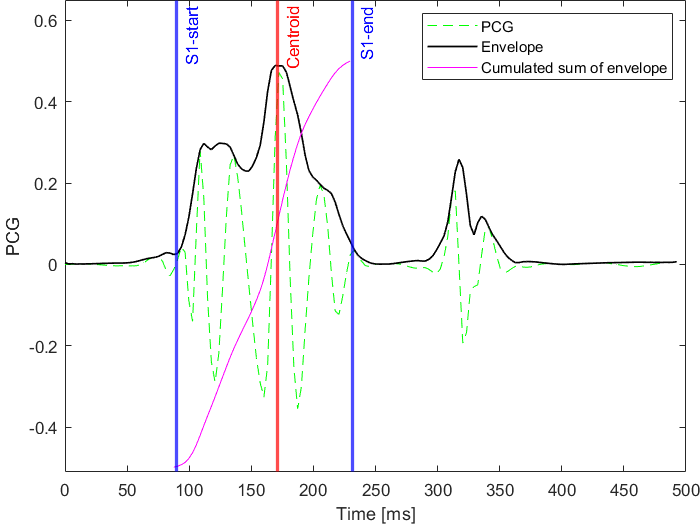 S1-start
Centroid
S1-end
PCG
Envelope
Cumulated sum of envelope
0.6
0.4
0.2
0
-0.2
-0.4
PCG
0 50 100 150 200 250 300 350 400 450 500
Time [ms]